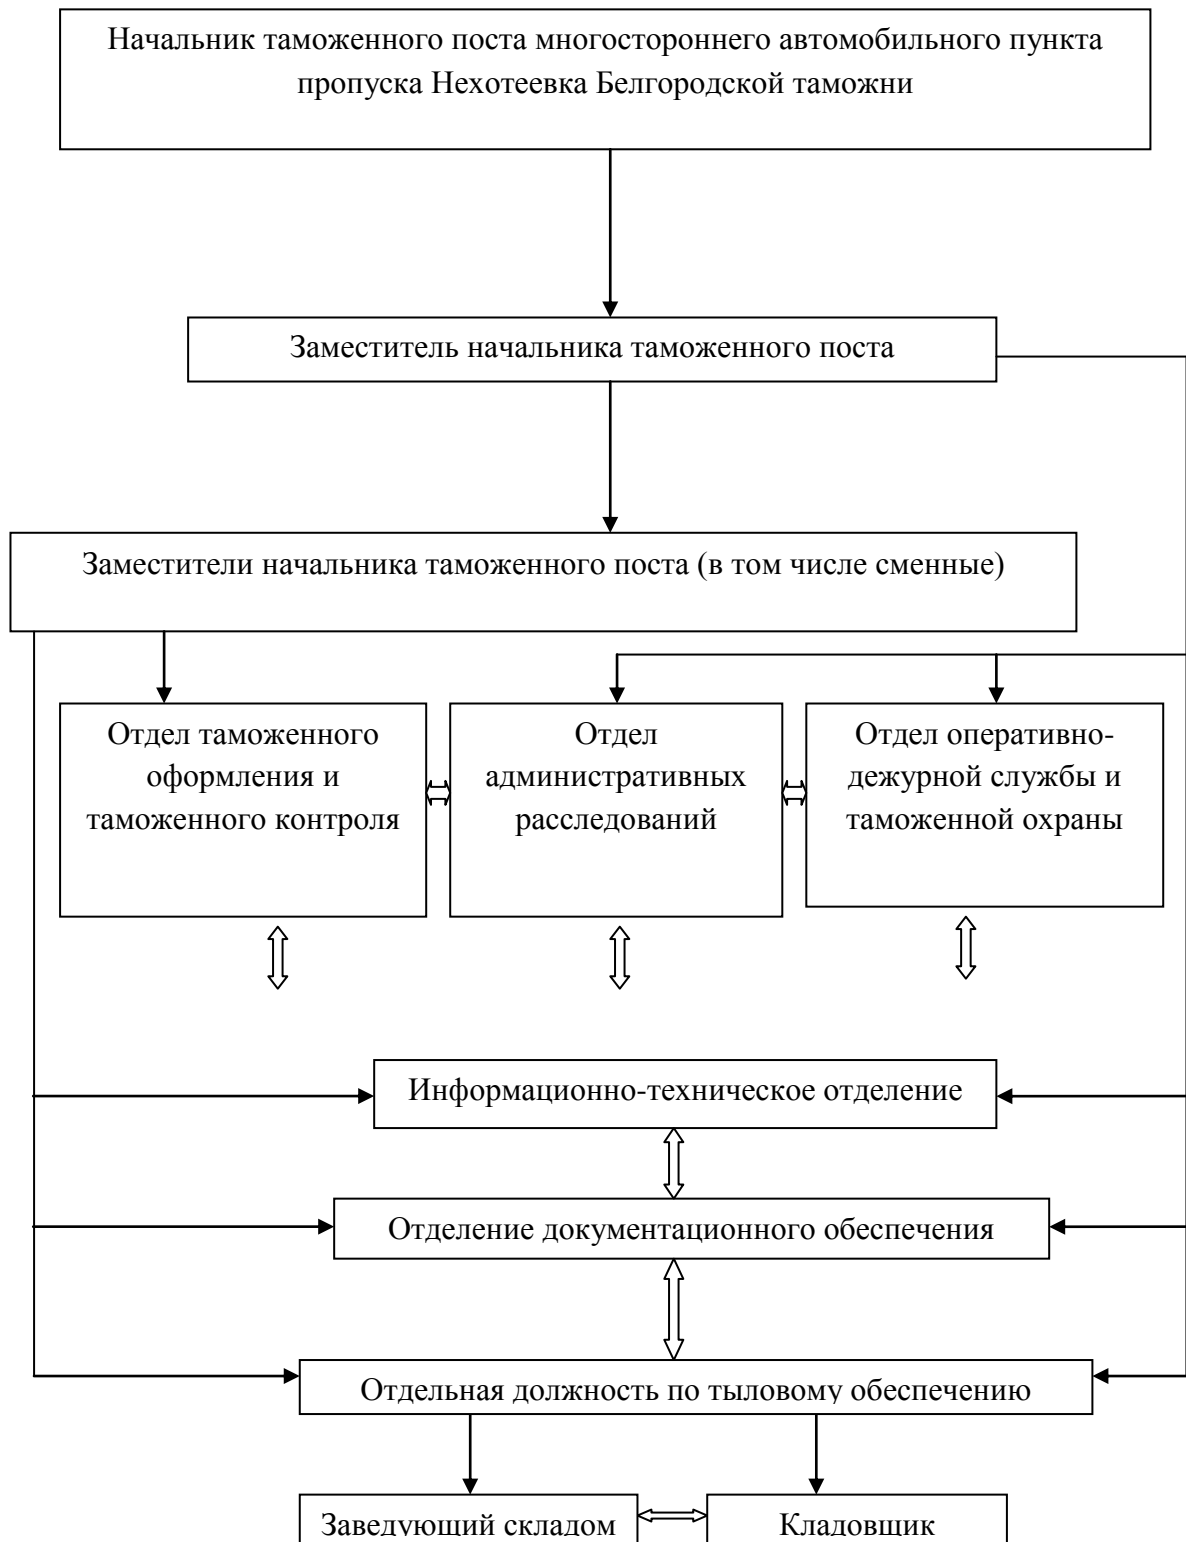 Начальник таможенного поста многостороннего автомобильного пункта
пропуска Нехотеевка Белгородской таможни
Заместитель начальника таможенного поста
Заместители начальника таможенного поста (в том числе сменные)
Отдел таможенного
оформления и
таможенного контроля
Отдел
административных
расследований
Отдел оперативно-
дежурной службы и
таможенной охраны
Информационно-техническое отделение
Отделение документационного обеспечения
Отдельная должность по тыловому обеспечению
Заведующий складом
Кладовщик